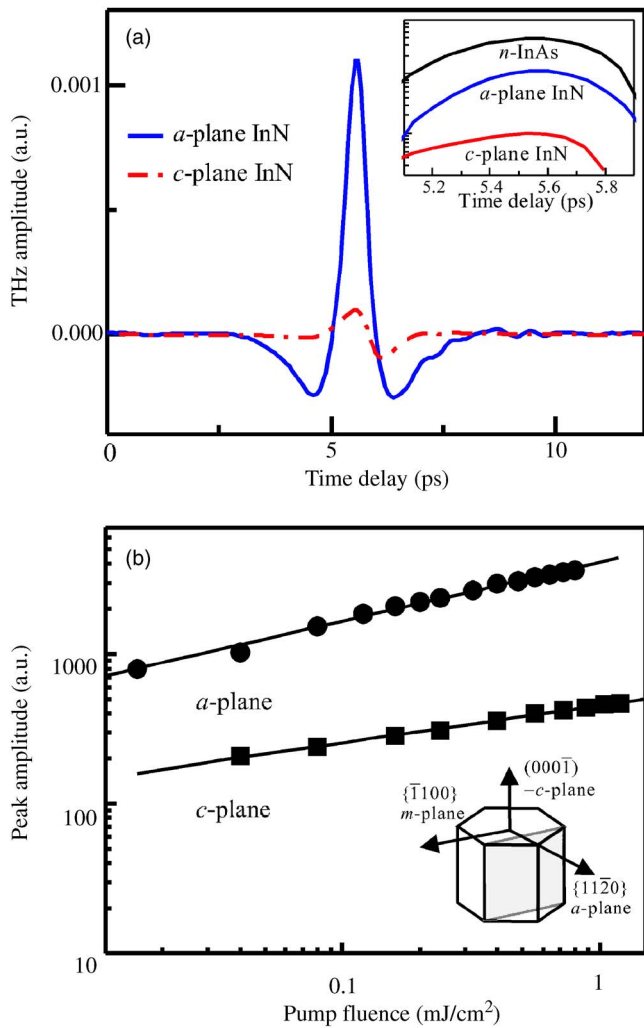 (a)
THz amplitude (a.u.)
0.001
0.000
a-plane InN
c-plane InN
n-InAs
a-plane InN
c-plane InN
5.2 5.4 5.6 5.8
Time delay (ps)
0 5 10
Time delay (ps)
(b)
Peak amplitude (a.u.)
1000
100
10
a-plane
c-plane
(0001̄)
−c-plane
{1̄100}
m-plane
{112̄0}
a-plane
0.1 1
Pump fluence (mJ/cm²)